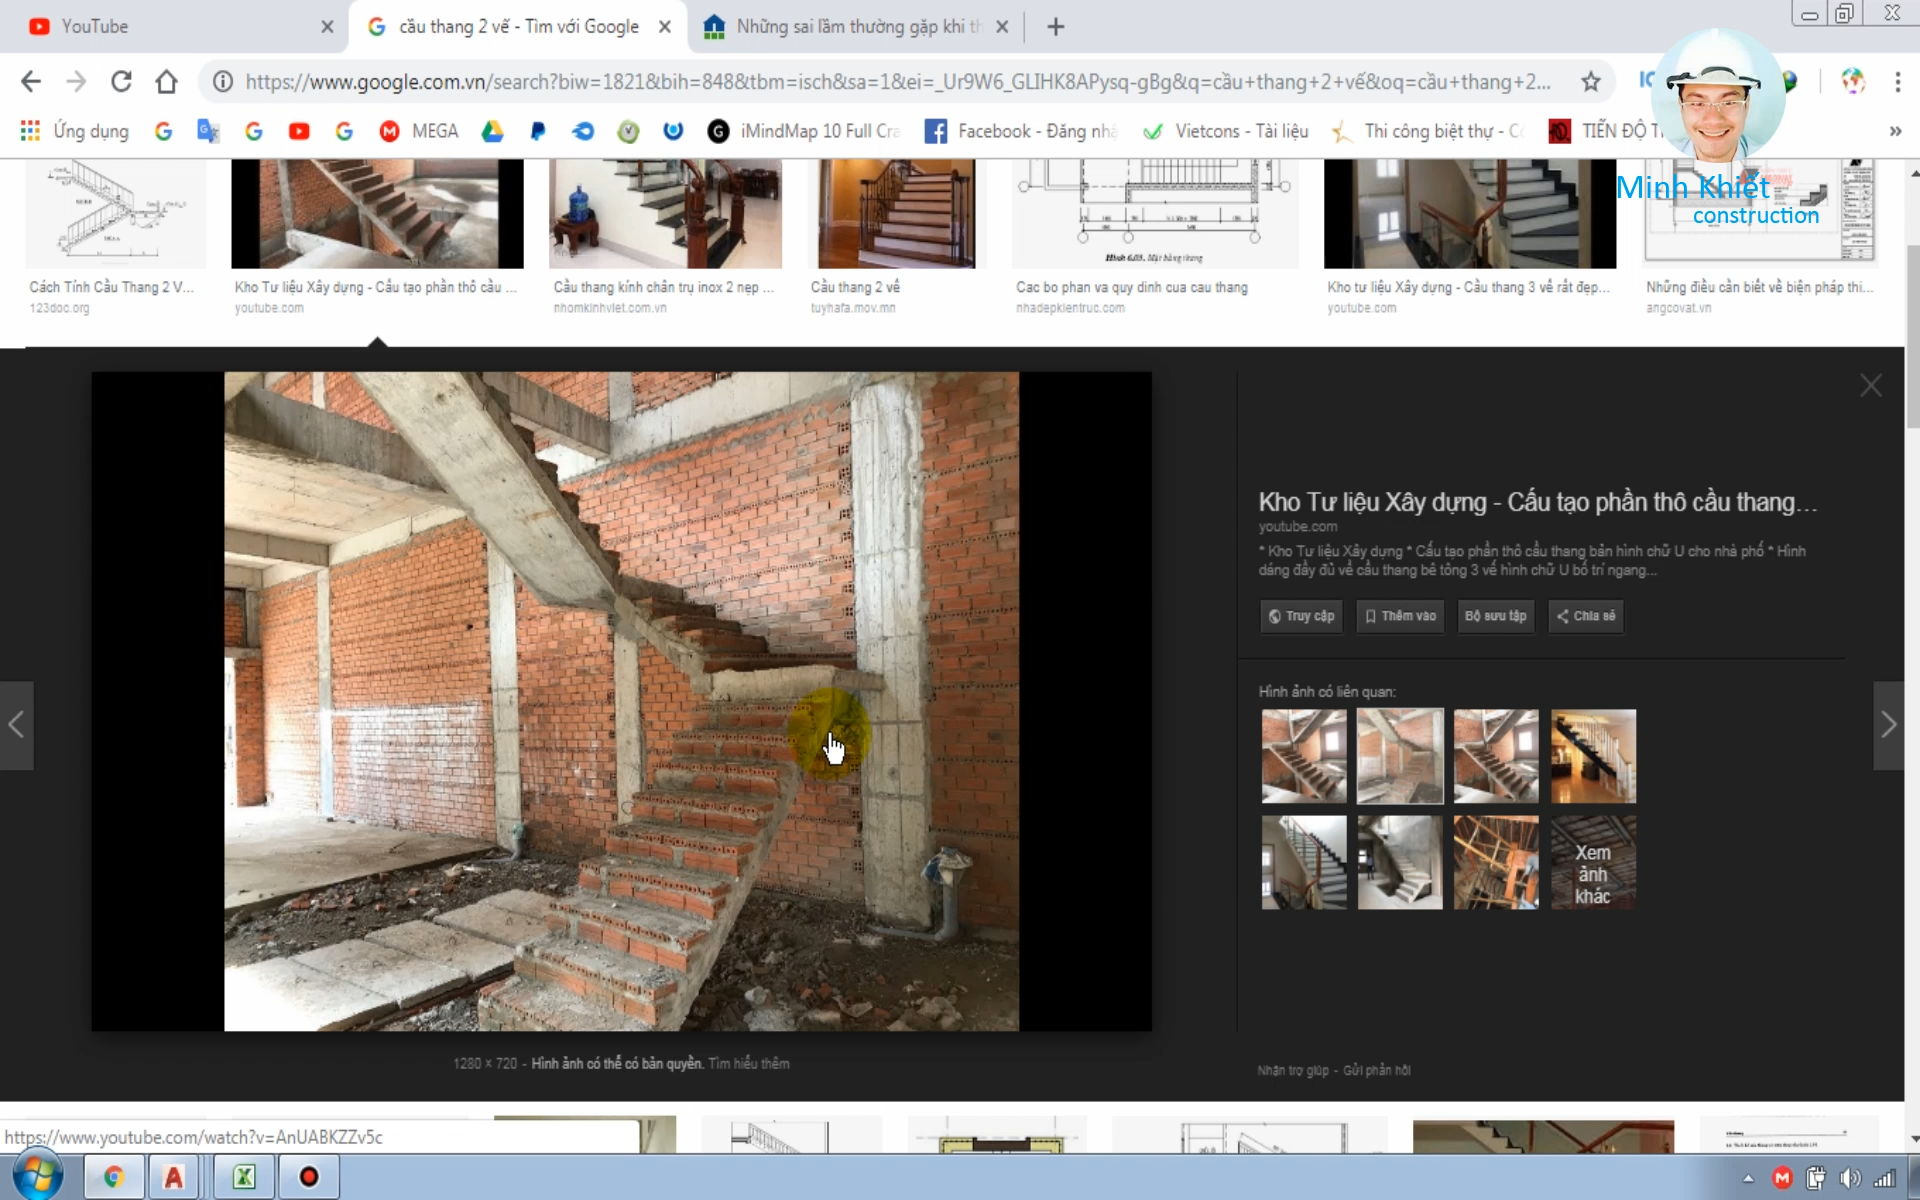 YouTube
cầu thang 2 vế - Tìm với Google
Những sai lầm thường gặp khi th
https://www.google.com.vn/search?biw=1821&bih=848&tbm=isch&sa=1&ei=_Ur9W6_GLIHK8APysq-gBg&q=cầu+thang+2+vế&oq=cầu+thang+2...
Ứng dụng
MEGA
iMindMap 10 Full Cra
Facebook - Đăng nhậ
Vietcons - Tài liệu
Thi công biệt thự - Cô
TIẾN ĐỘ
Minh Khiết
construction
Hình 6.03. Mặt bằng thang
Cách Tính Cầu Thang 2 V...
123doc.org
Kho Tư liệu Xây dựng - Cấu tạo phần thô cầu ...
youtube.com
Cầu thang kính chân trụ inox 2 nẹp ...
nhomkinhviet.com.vn
Cầu thang 2 vế
tuyhafa.mov.mn
Cac bo phan va quy dinh cua cau thang
nhadepkientruc.com
Kho tư liệu Xây dựng - Cầu thang 3 vế rất đẹp...
youtube.com
Những điều cần biết về biện pháp thi...
angcovat.vn
Kho Tư liệu Xây dựng - Cấu tạo phần thô cầu thang...
youtube.com
* Kho Tư liệu Xây dựng * Cấu tạo phần thô cầu thang bản hình chữ U cho nhà phố * Hình
dáng đầy đủ về cầu thang bê tông 3 vế hình chữ U bố trí ngang...
Truy cập
Thêm vào
Bộ sưu tập
Chia sẻ
Hình ảnh có liên quan:
Xem
ảnh
khác
1280 × 720 - Hình ảnh có thể có bản quyền. Tìm hiểu thêm
Nhận trợ giúp - Gửi phản hồi
https://www.youtube.com/watch?v=AnUABKZZv5c